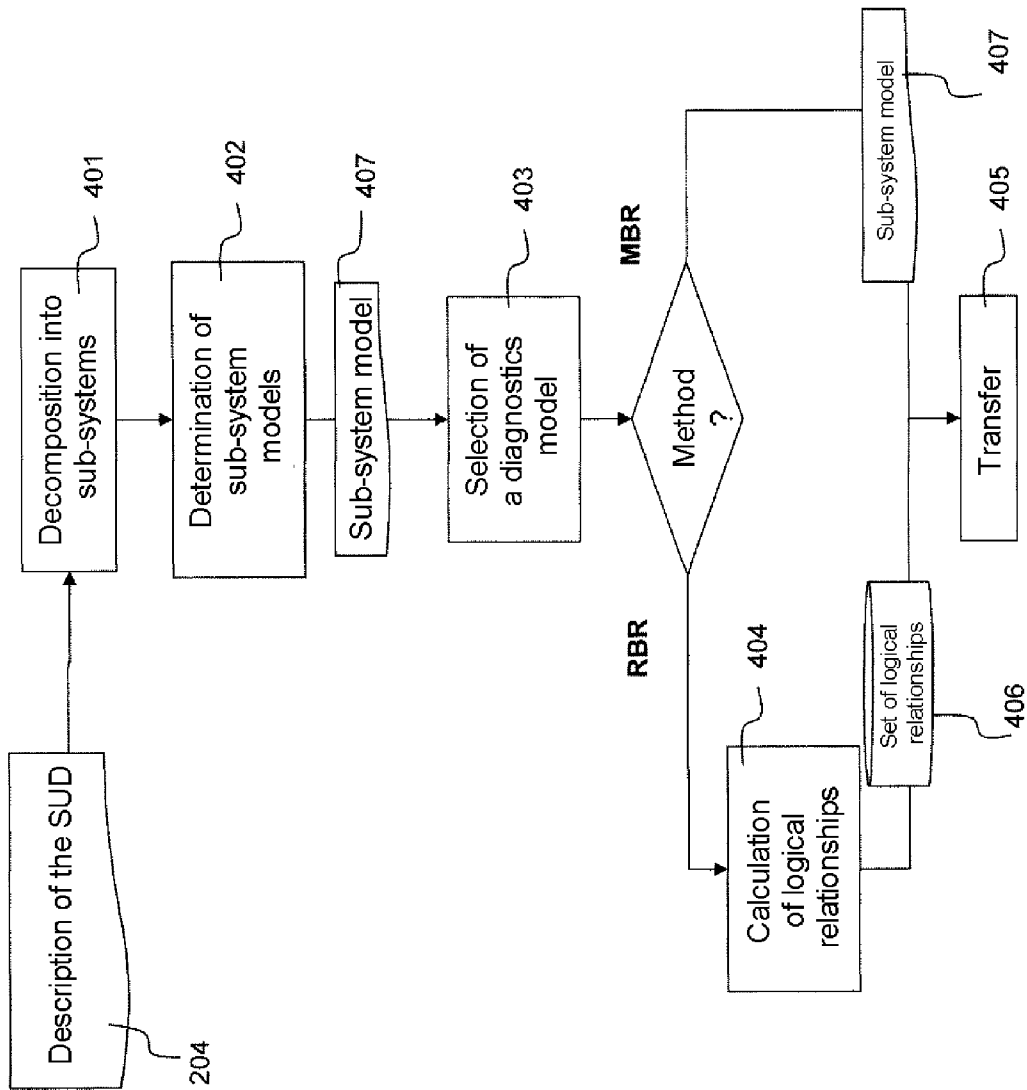 Description of the SUD
204
Decomposition into
sub-systems
401
Determination of
sub-system
models
402
Sub-system model
407
Selection of
a diagnostics
model
403
Method
?
RBR
MBR
Calculation
of logical
relationships
404
Set of logical
relationships
406
Sub-system model
407
Transfer
405